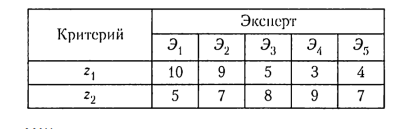 Критерий Эксперт
Э1 Э2 Э3 Э4 Э5
z1 10 9 5 3 4
z2 5 7 8 9 7